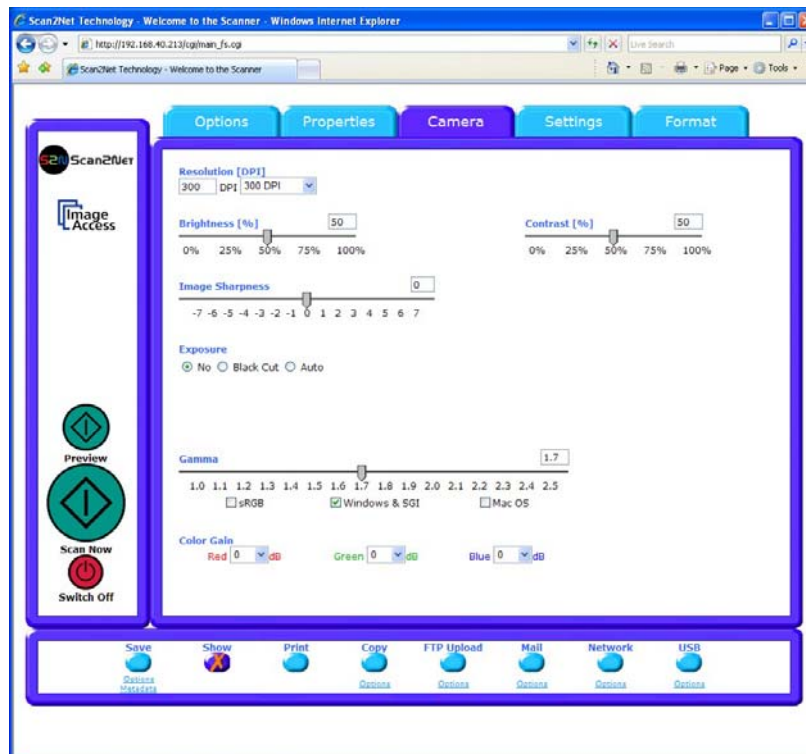 Scan2Net Technology - Welcome to the Scanner - Windows Internet Explorer
http://192.168.40.213/cgi/main_fs.cgi
Live Search
Scan2Net Technology - Welcome to the Scanner
Page
Tools
Options
Properties
Camera
Settings
Format
S2N Scan2Net
Image
Access
Resolution [DPI]
300 DPI 300 DPI
Brightness [%] 50
0% 25% 50% 75% 100%
Contrast [%] 50
0% 25% 50% 75% 100%
Image Sharpness 0
-7 -6 -5 -4 -3 -2 -1 0 1 2 3 4 5 6 7
Exposure
No Black Cut Auto
Gamma 1.7
1.0 1.1 1.2 1.3 1.4 1.5 1.6 1.7 1.8 1.9 2.0 2.1 2.2 2.3 2.4 2.5
sRGB Windows & SGI Mac OS
Color Gain
Red 0 dB Green 0 dB Blue 0 dB
Preview
Scan Now
Switch Off
Save Show Print Copy FTP Upload Mail Network USB
Options Options Options Options Options Options
Metadata